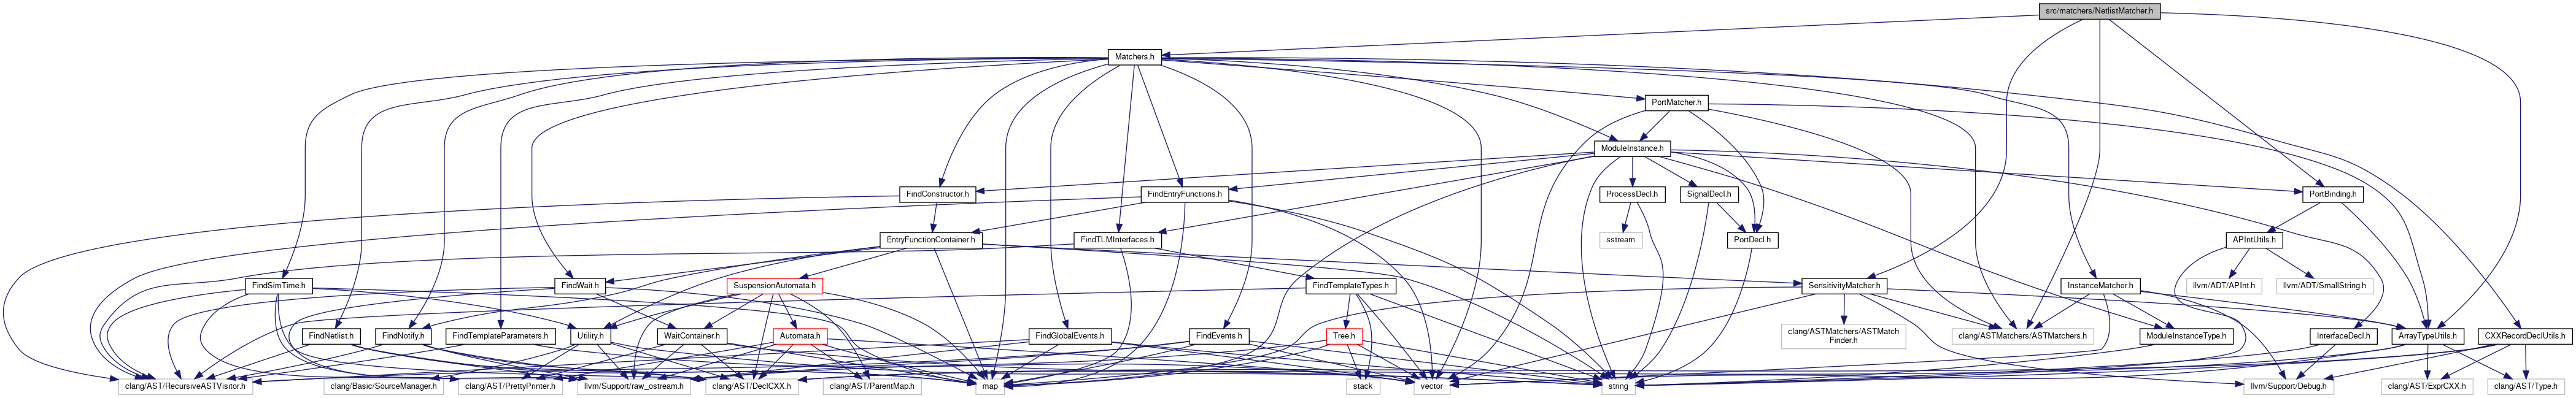 src/matchers/NetlistMatcher.h
Matchers.h
PortMatcher.h
ModuleInstance.h
FindConstructor.h
FindEntryFunctions.h
ProcessDecl.h
SignalDecl.h
PortBinding.h
EntryFunctionContainer.h
FindTLMInterfaces.h
sstream
PortDecl.h
APIntUtils.h
FindSimTime.h
FindWait.h
SuspensionAutomata.h
FindTemplateTypes.h
SensitivityMatcher.h
InstanceMatcher.h
llvm/ADT/APInt.h
llvm/ADT/SmallString.h
FindNetlist.h
FindNotify.h
FindTemplateParameters.h
Utility.h
WaitContainer.h
Automata.h
FindGlobalEvents.h
FindEvents.h
Tree.h
clang/ASTMatchers/ASTMatch
Finder.h
clang/ASTMatchers/ASTMatchers.h
ModuleInstanceType.h
InterfaceDecl.h
ArrayTypeUtils.h
CXXRecordDeclUtils.h
clang/AST/RecursiveASTVisitor.h
clang/Basic/SourceManager.h
clang/AST/PrettyPrinter.h
llvm/Support/raw_ostream.h
clang/AST/DeclCXX.h
clang/AST/ParentMap.h
map
stack
vector
string
llvm/Support/Debug.h
clang/AST/ExprCXX.h
clang/AST/Type.h